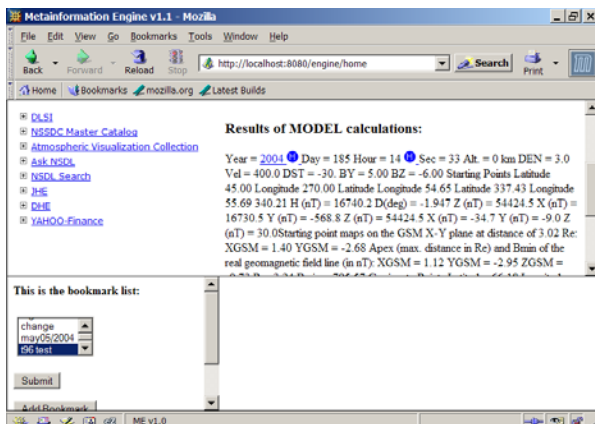 Metainformation Engine v1.1 - Mozilla
File Edit View Go Bookmarks Tools Window Help
Back Forward Reload Stop http://localhost:8080/engine/home Search Print
Home Bookmarks mozilla.org Latest Builds
DLSI
NSSDC Master Catalog
Atmospheric Visualization Collection
Ask NSDL
NSDL Search
JHE
DHE
YAHOO-Finance
Results of MODEL calculations:
Year = 2004 H Day = 185 Hour = 14 H Sec = 33 Alt. = 0 km DEN = 3.0
Vel = 400.0 DST = -30. BY = 5.00 BZ = -6.00 Starting Points Latitude
45.00 Longitude 270.00 Latitude Longitude 54.65 Latitude 337.43 Longitude
55.69 340.21 H (nT) = 16740.2 D(deg) = -1.947 Z (nT) = 54424.5 X (nT) =
16730.5 Y (nT) = -568.8 Z (nT) = 54424.5 X (nT) = -34.7 Y (nT) = -9.0 Z
(nT) = 30.0Starting point maps on the GSM X-Y plane at distance of 3.02 Re:
XGSM = 1.40 YGSM = -2.68 Apex (max. distance in Re) and Bmin of the
real geomagnetic field line (in nT): XGSM = 1.12 YGSM = -2.95 ZGSM =
This is the bookmark list:
change
may05/2004
t96 test
Submit
Add Bookmark
ME v1.0